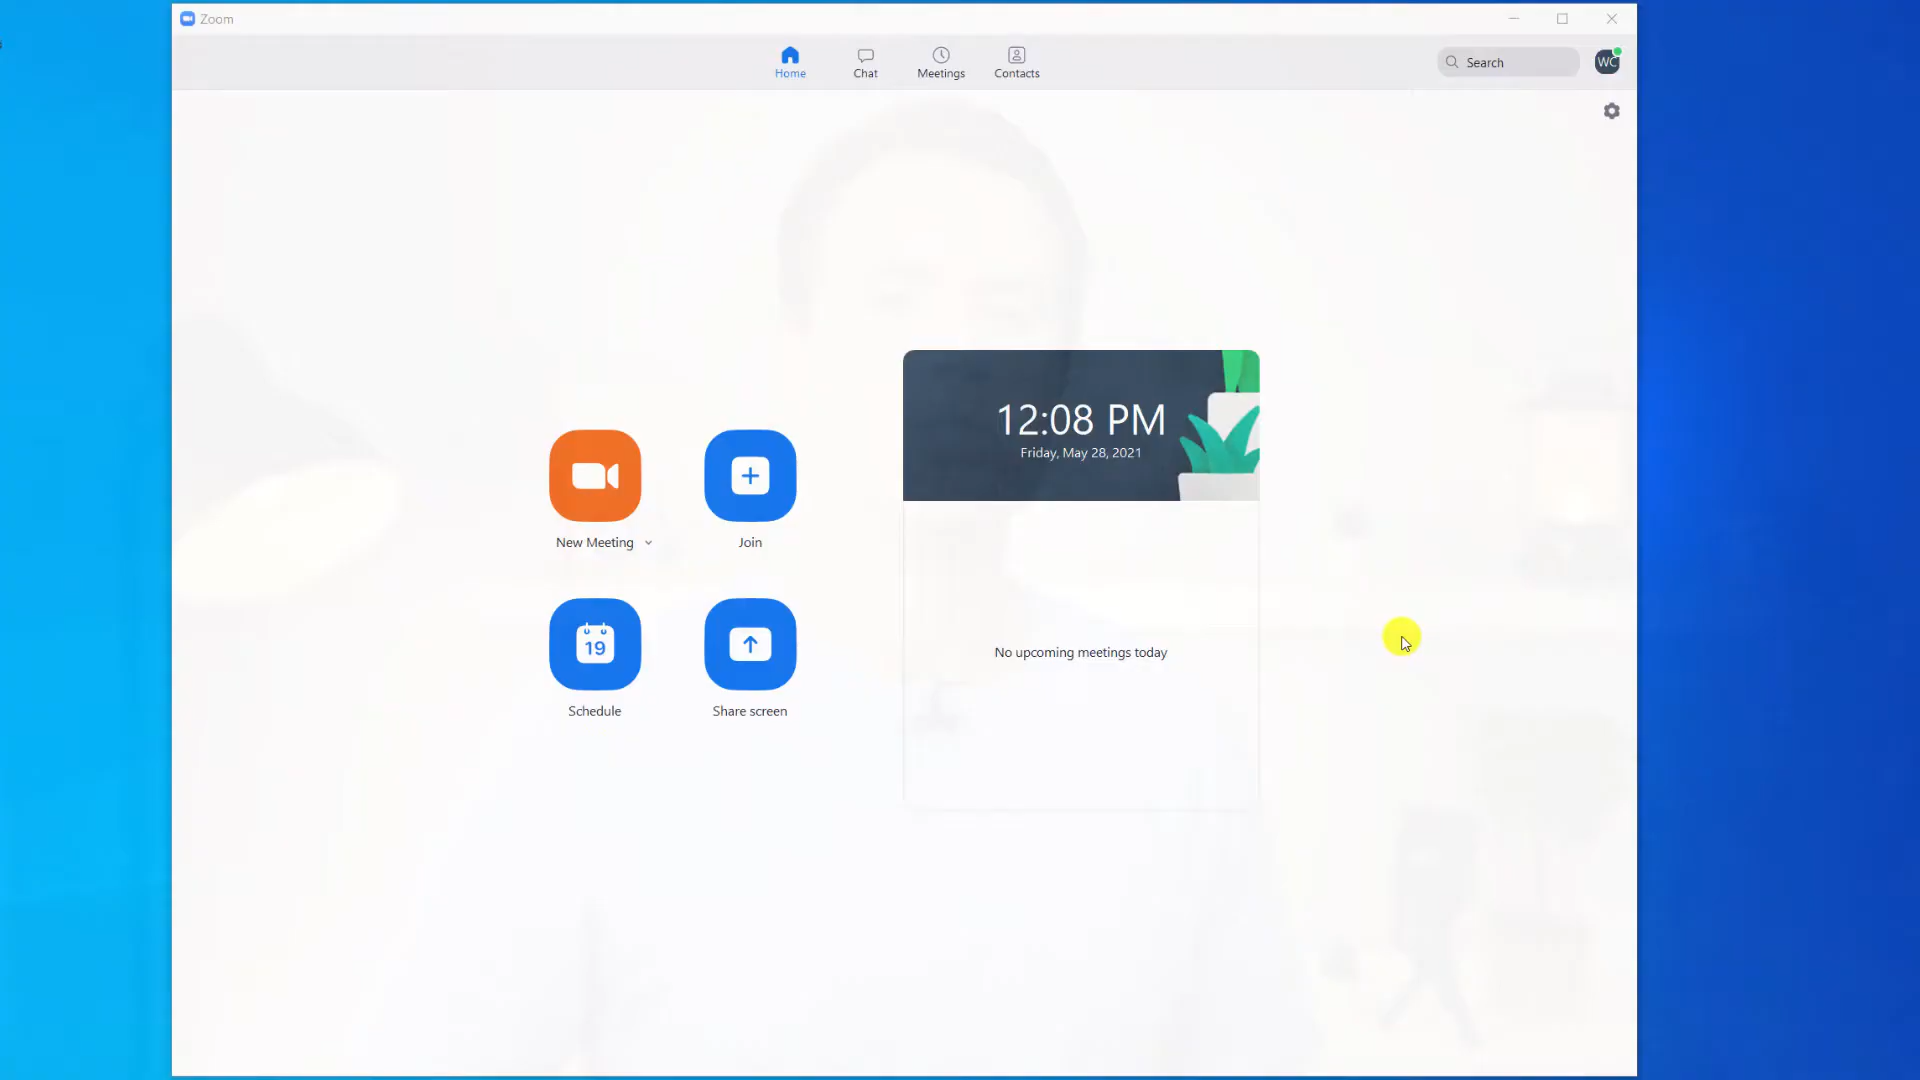 Zoom
Home
Chat
Meetings
Contacts
Search
WC
12:08 PM
Friday, May 28, 2021
New Meeting
Join
19
Schedule
Share screen
No upcoming meetings today